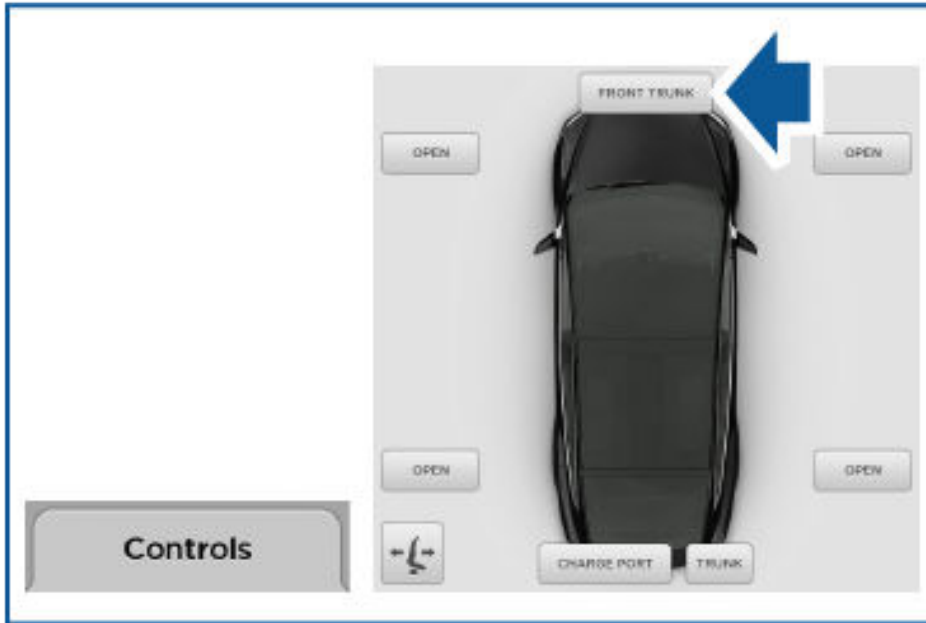 FRONT TRUNK
OPEN
OPEN
OPEN
OPEN
Controls
CHARGE PORT
TRUNK